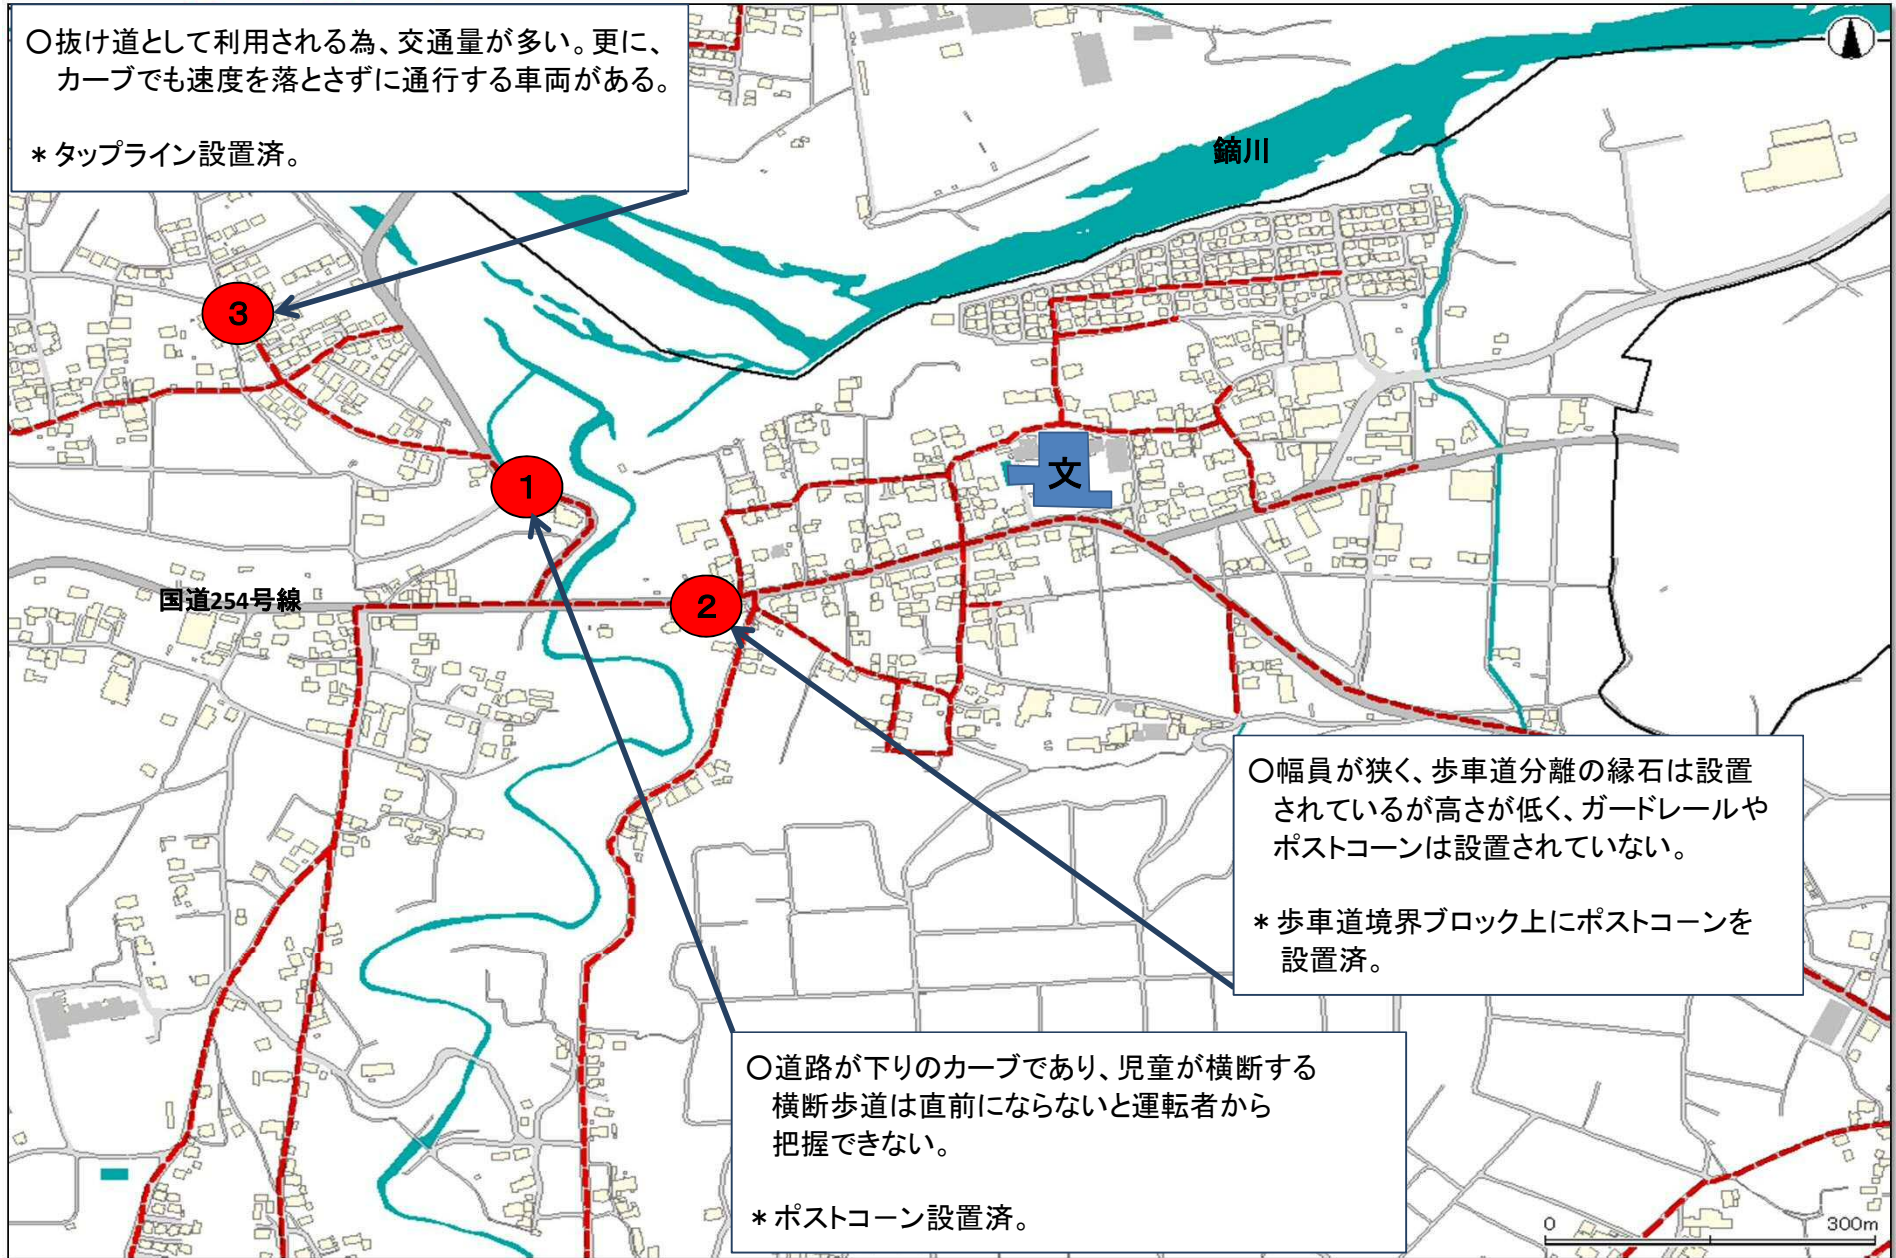 ○抜け道として利用される為、交通量が多い。更に、
カーブでも速度を落とさずに通行する車両がある。
＊タップライン設置済。
鏑川
3
1
文
国道254号線
2
○幅員が狭く、歩車道分離の縁石は設置
されているが高さが低く、ガードレールや
ポストコーンは設置されていない。
＊歩車道境界ブロック上にポストコーンを
設置済。
○道路が下りのカーブであり、児童が横断する
横断歩道は直前にならないと運転者から
把握できない。
＊ポストコーン設置済。
0 300m